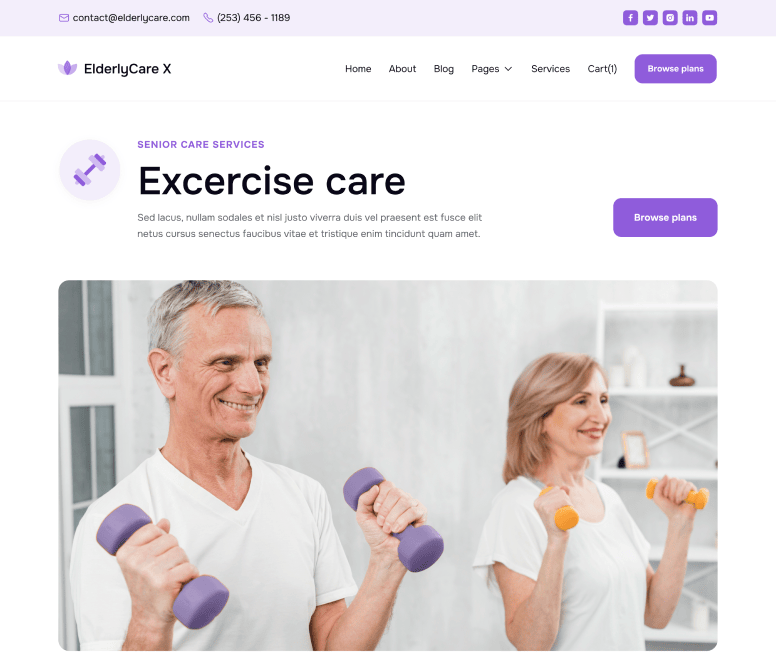 contact@elderlycare.com (253) 456 - 1189
ElderlyCare X Home About Blog Pages Services Cart(1) Browse plans
SENIOR CARE SERVICES
Excercise care
Sed lacus, nullam sodales et nisl justo viverra duis vel praesent est fusce elit
netus cursus senectus faucibus vitae et tristique enim tincidunt quam amet.
Browse plans